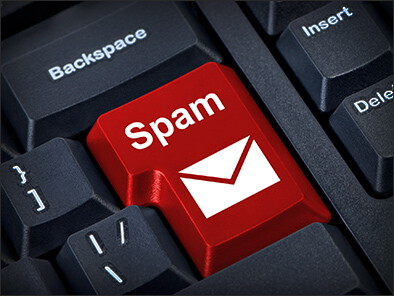 Backspace
Insert
Dele
Spam
}
]
|
\